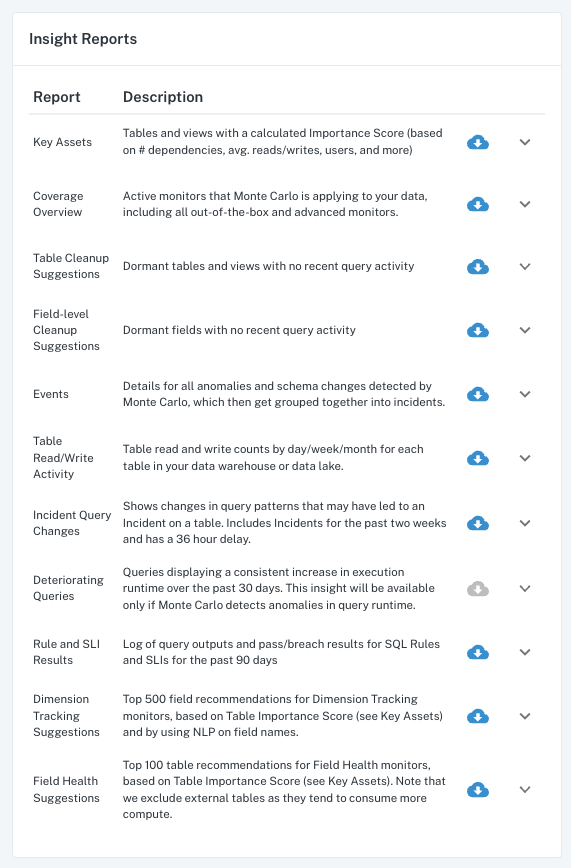 Insight Reports
Report Description
Key Assets
Tables and views with a calculated Importance Score (based
on # dependencies, avg. reads/writes, users, and more)
Coverage
Overview
Active monitors that Monte Carlo is applying to your data,
including all out-of-the-box and advanced monitors.
Table Cleanup
Suggestions
Dormant tables and views with no recent query activity
Field-level
Cleanup
Suggestions
Dormant fields with no recent query activity
Events
Details for all anomalies and schema changes detected by
Monte Carlo, which then get grouped together into incidents.
Table
Read/Write
Activity
Table read and write counts by day/week/month for each
table in your data warehouse or data lake.
Incident Query
Changes
Shows changes in query patterns that may have led to an
Incident on a table. Includes Incidents for the past two weeks
and has a 36 hour delay.
Deteriorating
Queries
Queries displaying a consistent increase in execution
runtime over the past 30 days. This insight will be available
only if Monte Carlo detects anomalies in query runtime.
Rule and SLI
Results
Log of query outputs and pass/breach results for SQL Rules
and SLIs for the past 90 days
Dimension
Tracking
Suggestions
Top 500 field recommendations for Dimension Tracking
monitors, based on Table Importance Score (see Key Assets)
and by using NLP on field names.
Field Health
Suggestions
Top 100 table recommendations for Field Health monitors,
based on Table Importance Score (see Key Assets). Note that
we exclude external tables as they tend to consume more
compute.